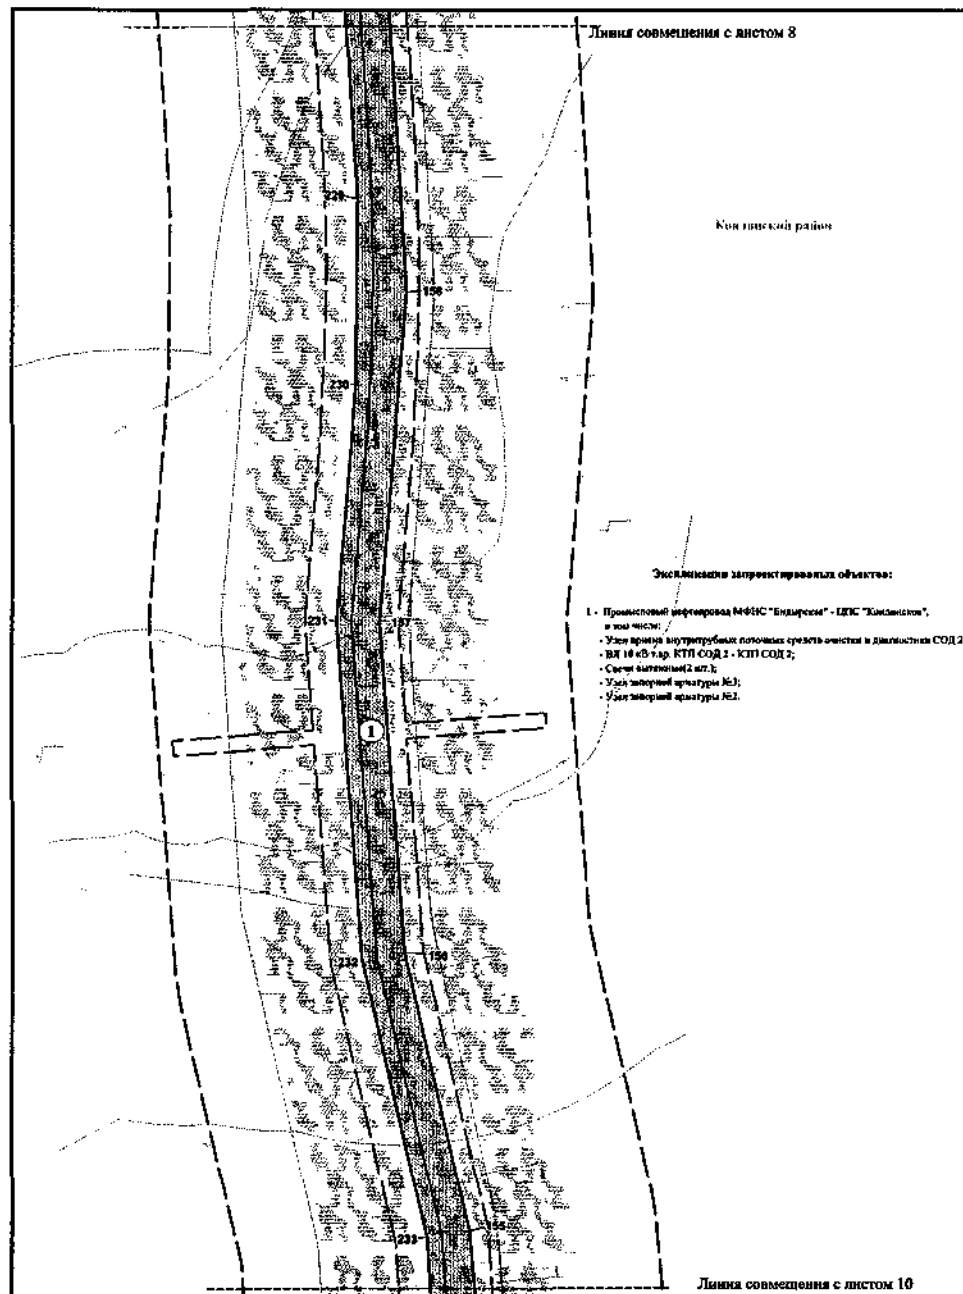 Линия совмещения с листом 8
229
Кондинский район
158
230
Экспликация запроектированных объектов:
1 - Промысловый нефтепровод МФНС "Бидырская" - ЦПС "Кондинское",
в том числе:
- Узел приема внутритрубных поточных средств очистки и диагностики СОД 2
- ВЛ 10 кВ т.вр. КТП СОД 2 - КТП СОД 2;
- Свечи вытяжные(2 шт.);
- Узел запорной арматуры №3;
- Узел запорной арматуры №2.
231
157
1
232
156
155
233
Линия совмещения с листом 10